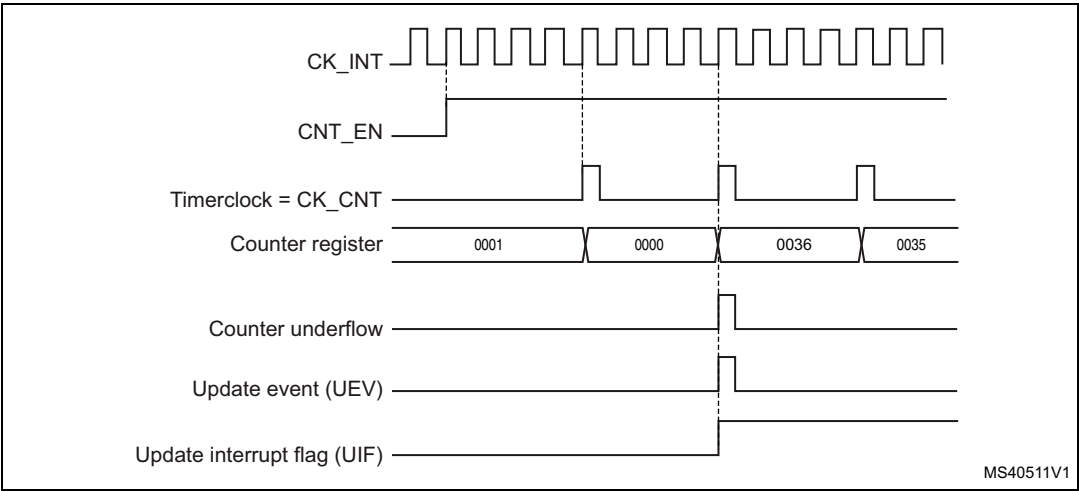 CK_INT
CNT_EN
Timerclock = CK_CNT
Counter register
0001
0000
0036
0035
Counter underflow
Update event (UEV)
Update interrupt flag (UIF)
MS40511V1